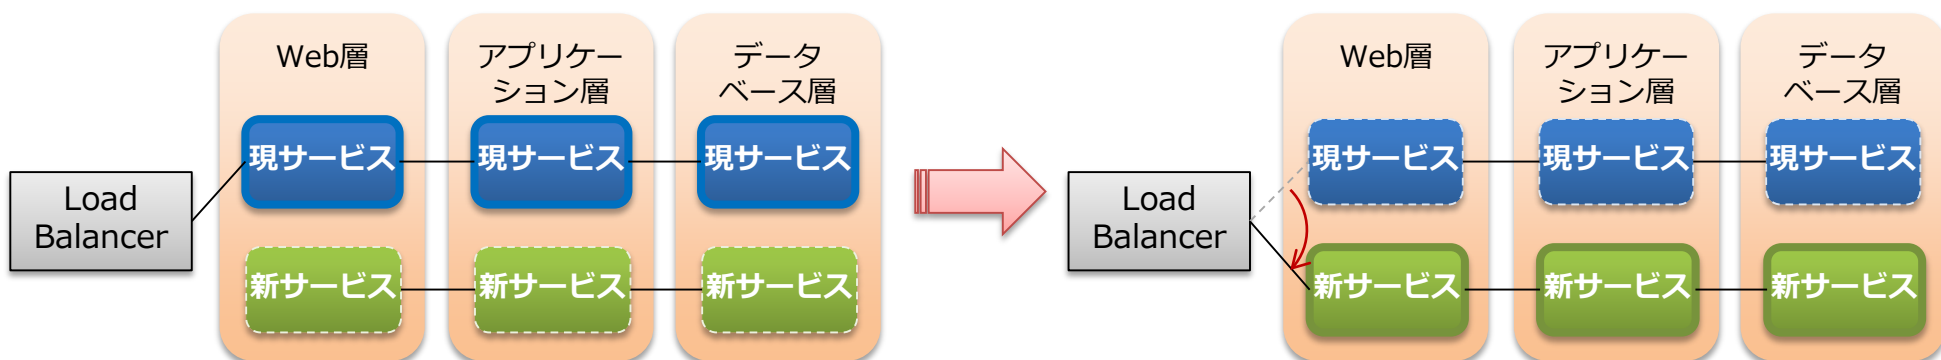 Web層
アプリケー
ション層
データ
ベース層
現サービス
現サービス
現サービス
Load
Balancer
新サービス
新サービス
新サービス
Web層
アプリケー
ション層
データ
ベース層
現サービス
現サービス
現サービス
Load
Balancer
新サービス
新サービス
新サービス